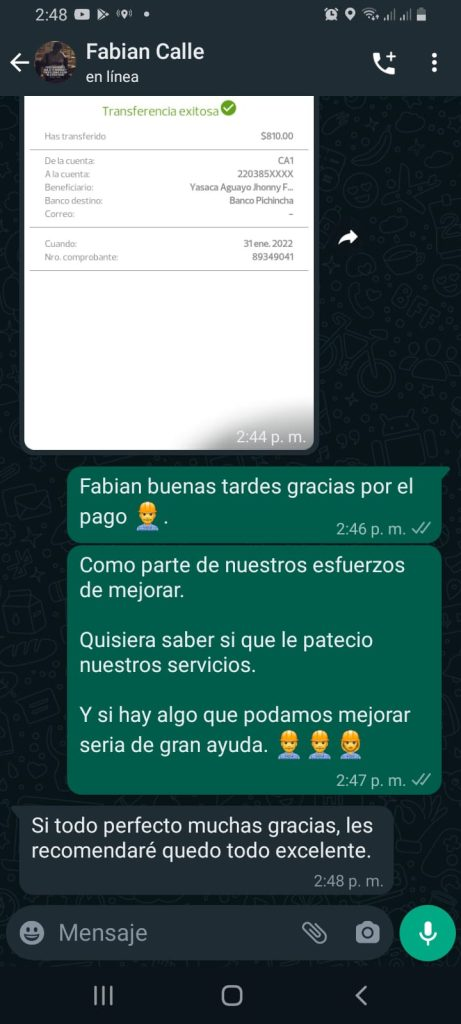 2:48
Fabian Calle
en línea
Transferencia exitosa
Has transferido $810.00
De la cuenta: CA1
A la cuenta: 220385XXXX
Beneficiario: Yasaca Aguayo Jhonny F...
Banco destino: Banco Pichincha
Correo: –
Cuando: 31 ene. 2022
Nro. comprobante: 89349041
2:44 p. m.
Fabian buenas tardes gracias por el
pago 👷.
2:46 p. m.
Como parte de nuestros esfuerzos
de mejorar.
Quisiera saber si que le patecio
nuestros servicios.
Y si hay algo que podamos mejorar
seria de gran ayuda. 👷👷👷‍♀️
2:47 p. m.
Si todo perfecto muchas gracias, les
recomendaré quedo todo excelente.
2:48 p. m.
Mensaje